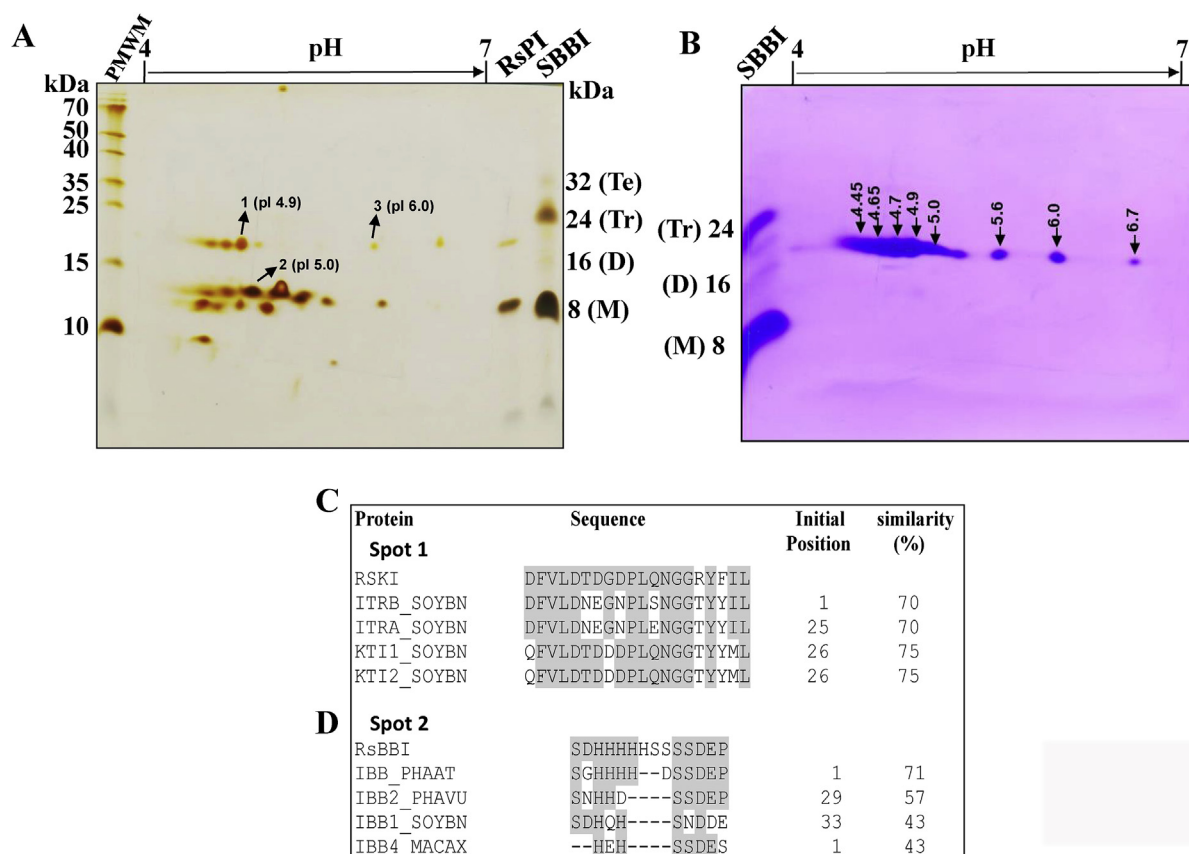 A
B
PMWM
4
pH
7
RsPI
SBBI
kDa
70
50
40
35
25
15
10
1 (pI 4.9)
3 (pI 6.0)
2 (pI 5.0)
kDa
32 (Te)
24 (Tr)
16 (D)
8 (M)
SBBI
4
pH
7
(Tr) 24
(D) 16
(M) 8
4.45
4.65
4.7
4.9
5.0
5.6
6.0
6.7
C
Protein Sequence Initial Position similarity (%)
Spot 1
RSKI DFVLDTDGDPLQNGGRYFIL
ITRB_SOYBN DFVLDNEGNPLSNGGTYYIL 1 70
ITRA_SOYBN DFVLDNEGNPLENGGTYYIL 25 70
KTI1_SOYBN QFVLDTDDDPLQNGGTYYML 26 75
KTI2_SOYBN QFVLDTDDDPLQNGGTYYML 26 75
D Spot 2
RsBBI SDHHHHHSSSSDEP
IBB_PHAAT SGHHHH--DSSDEP 1 71
IBB2_PHAVU SNHHD----SSDEP 29 57
IBB1_SOYBN SDHQH----SNDDE 33 43
IBB4_MACAX --HEH----SSDES 1 43